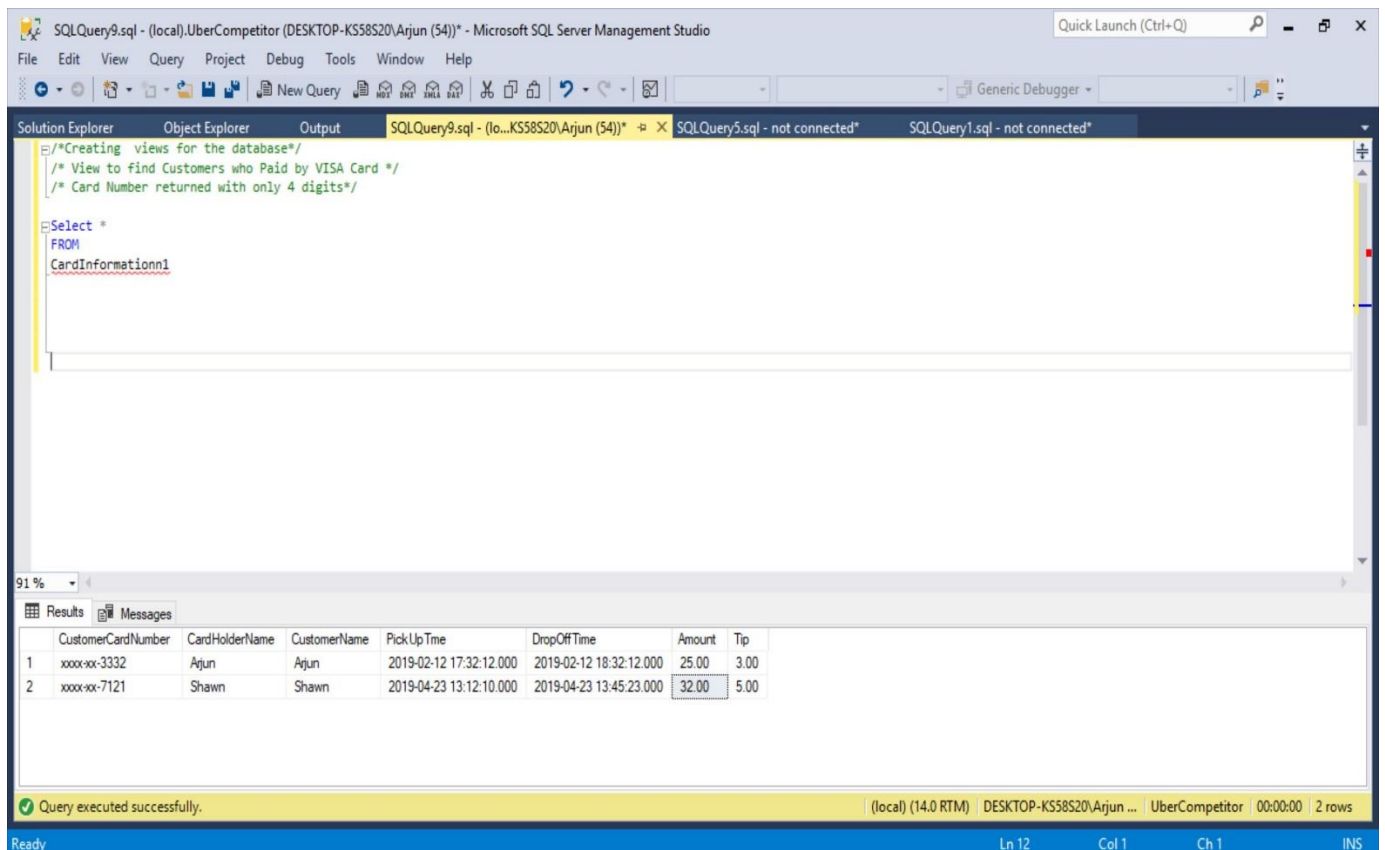 SQLQuery9.sql - (local).UberCompetitor (DESKTOP-KS58S20\Arjun (54))* - Microsoft SQL Server Management Studio
Quick Launch (Ctrl+Q)
File Edit View Query Project Debug Tools Window Help
New Query MDX DMX XMLA DAX Generic Debugger
Solution Explorer Object Explorer Output SQLQuery9.sql - (lo...KS58S20\Arjun (54))* SQLQuery5.sql - not connected* SQLQuery1.sql - not connected*
/*Creating  views for the database*/
/* View to find Customers who Paid by VISA Card */
/* Card Number returned with only 4 digits*/
Select *
FROM
CardInformationn1
91 %
Results Messages
CustomerCardNumber CardHolderName CustomerName PickUpTme DropOffTime Amount Tip
1 xxxx-xx-3332 Arjun Arjun 2019-02-12 17:32:12.000 2019-02-12 18:32:12.000 25.00 3.00
2 xxxx-xx-7121 Shawn Shawn 2019-04-23 13:12:10.000 2019-04-23 13:45:23.000 32.00 5.00
Query executed successfully. (local) (14.0 RTM) DESKTOP-KS58S20\Arjun ... UberCompetitor 00:00:00 2 rows
Ready Ln 12 Col 1 Ch 1 INS